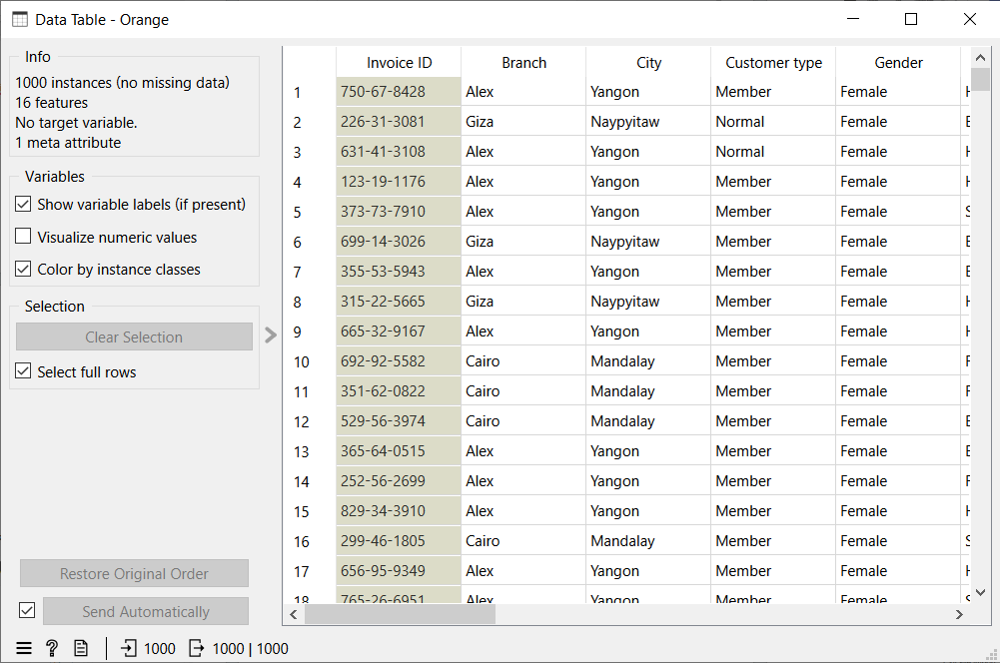 Data Table - Orange
Info
1000 instances (no missing data)
16 features
No target variable.
1 meta attribute
Variables
Show variable labels (if present)
Visualize numeric values
Color by instance classes
Selection
Clear Selection
Select full rows
Restore Original Order
Send Automatically
Invoice ID Branch City Customer type Gender
1 750-67-8428 Alex Yangon Member Female
2 226-31-3081 Giza Naypyitaw Normal Female
3 631-41-3108 Alex Yangon Normal Female
4 123-19-1176 Alex Yangon Member Female
5 373-73-7910 Alex Yangon Member Female
6 699-14-3026 Giza Naypyitaw Member Female
7 355-53-5943 Alex Yangon Member Female
8 315-22-5665 Giza Naypyitaw Member Female
9 665-32-9167 Alex Yangon Member Female
10 692-92-5582 Cairo Mandalay Member Female
11 351-62-0822 Cairo Mandalay Member Female
12 529-56-3974 Cairo Mandalay Member Female
13 365-64-0515 Alex Yangon Member Female
14 252-56-2699 Alex Yangon Member Female
15 829-34-3910 Alex Yangon Member Female
16 299-46-1805 Cairo Mandalay Member Female
17 656-95-9349 Alex Yangon Member Female
18 765-26-6951 Alex Yangon Member Female
? 1000 1000 | 1000